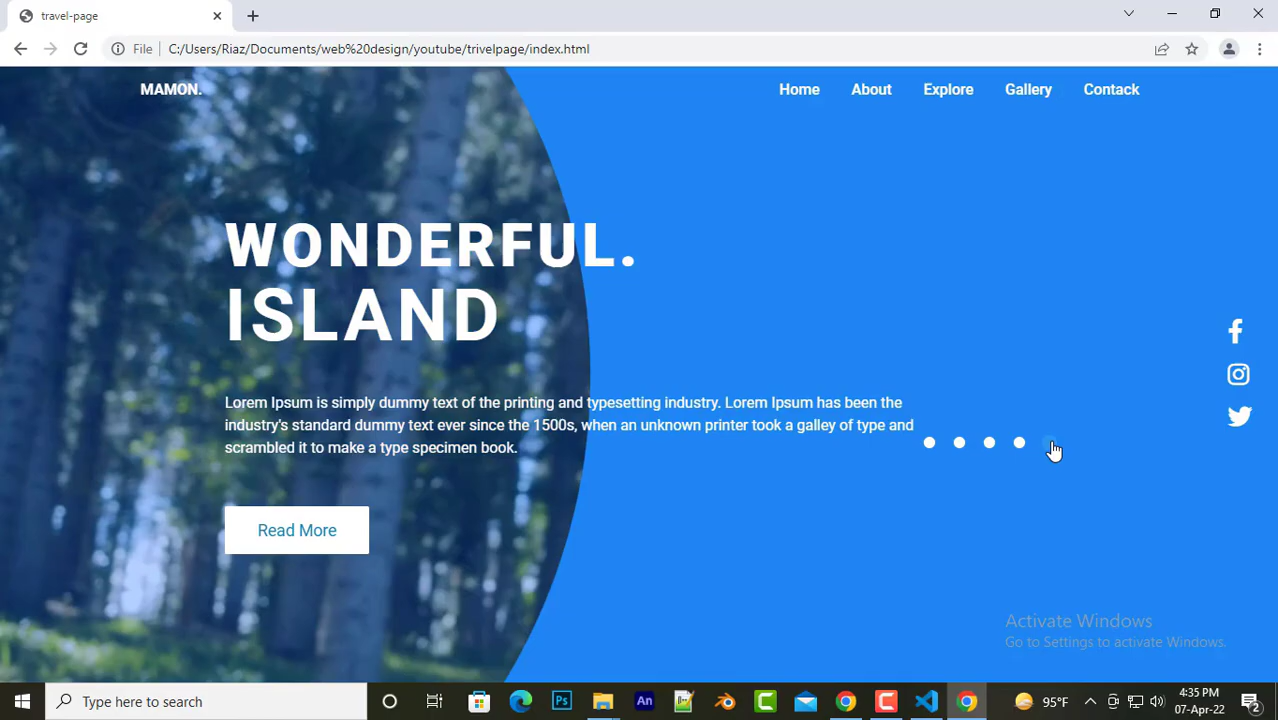 travel-page
File
C:/Users/Riaz/Documents/web%20design/youtube/trivelpage/index.html
MAMON.
Home
About
Explore
Gallery
Contack
WONDERFUL.
ISLAND
Lorem Ipsum is simply dummy text of the printing and typesetting industry. Lorem Ipsum has been the
industry's standard dummy text ever since the 1500s, when an unknown printer took a galley of type and
scrambled it to make a type specimen book.
Read More
Activate Windows
Go to Settings to activate Windows.
Type here to search
Ps
An
C
C
95°F
4:35 PM
07-Apr-22
2